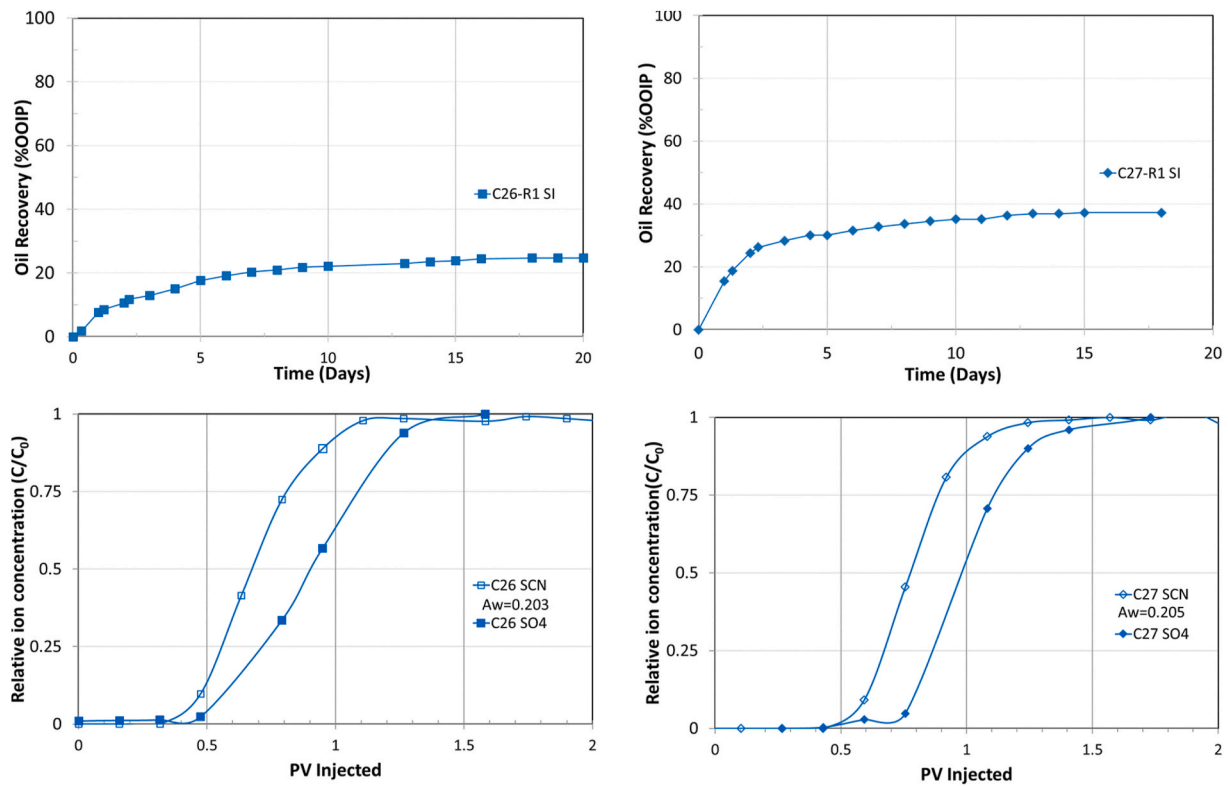 100
80
60
40
20
0
Oil Recovery (%OOIP)
C26-R1 SI
0 5 10 15 20
Time (Days)
100
80
60
40
20
0
Oil Recovery (%OOIP )
C27-R1 SI
0 5 10 15 20
Time (Days)
1
0.75
0.5
0.25
0
Relative ion concentration (C/C₀)
C26 SCN
Aw=0.203
C26 SO4
0 0.5 1 1.5 2
PV Injected
1
0.75
0.5
0.25
0
Relative ion concentration(C/C₀)
C27 SCN
Aw=0.205
C27 SO4
0 0.5 1 1.5 2
PV Injected